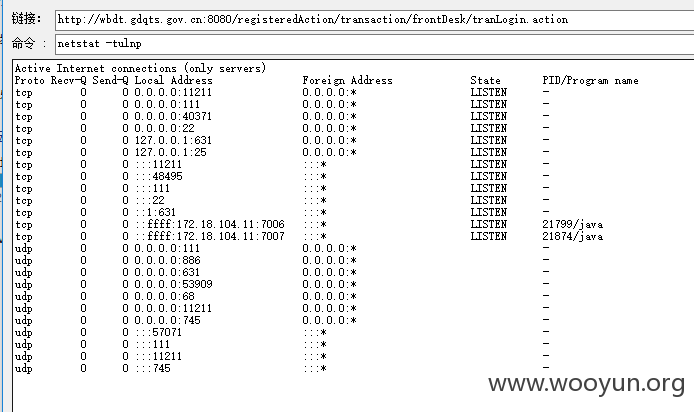 链接: http://wbdt.gdqts.gov.cn:8080/registeredAction/transaction/frontDesk/tranLogin.action
命令 : netstat -tulnp
Active Internet connections (only servers)
Proto Recv-Q Send-Q Local Address Foreign Address State PID/Program name
tcp 0 0 0.0.0.0:11211 0.0.0.0:* LISTEN -
tcp 0 0 0.0.0.0:111 0.0.0.0:* LISTEN -
tcp 0 0 0.0.0.0:40371 0.0.0.0:* LISTEN -
tcp 0 0 0.0.0.0:22 0.0.0.0:* LISTEN -
tcp 0 0 127.0.0.1:631 0.0.0.0:* LISTEN -
tcp 0 0 127.0.0.1:25 0.0.0.0:* LISTEN -
tcp 0 0 :::11211 :::* LISTEN -
tcp 0 0 :::48495 :::* LISTEN -
tcp 0 0 :::111 :::* LISTEN -
tcp 0 0 :::22 :::* LISTEN -
tcp 0 0 ::1:631 :::* LISTEN -
tcp 0 0 ::ffff:172.18.104.11:7006 :::* LISTEN 21799/java
tcp 0 0 ::ffff:172.18.104.11:7007 :::* LISTEN 21874/java
udp 0 0 0.0.0.0:111 0.0.0.0:* -
udp 0 0 0.0.0.0:886 0.0.0.0:* -
udp 0 0 0.0.0.0:631 0.0.0.0:* -
udp 0 0 0.0.0.0:53909 0.0.0.0:* -
udp 0 0 0.0.0.0:68 0.0.0.0:* -
udp 0 0 0.0.0.0:11211 0.0.0.0:* -
udp 0 0 0.0.0.0:745 0.0.0.0:* -
udp 0 0 :::57071 :::* -
udp 0 0 :::111 :::* -
udp 0 0 :::11211 :::* -
udp 0 0 :::745 :::* -
www.wooyun.org